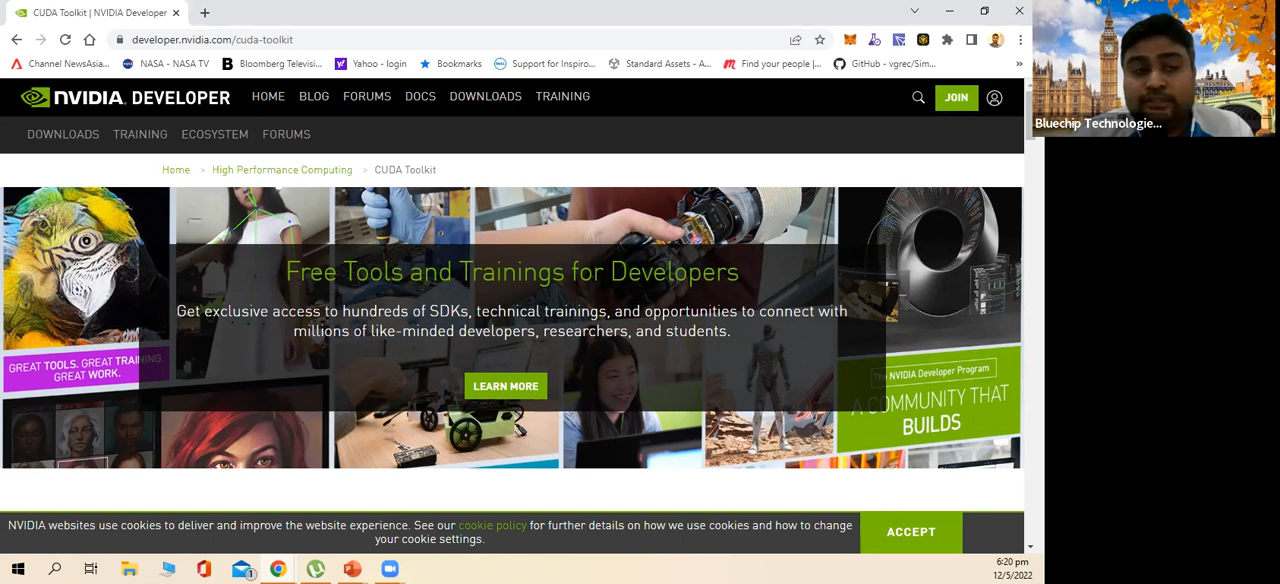 CUDA Toolkit | NVIDIA Developer
developer.nvidia.com/cuda-toolkit
Channel NewsAsia...
NASA - NASA TV
Bloomberg Televisi...
Yahoo - login
Bookmarks
Support for Inspiro...
Standard Assets - A...
Find your people |...
GitHub - vgrec/Sim...
»
NVIDIA. DEVELOPER
HOME BLOG FORUMS DOCS DOWNLOADS TRAINING
JOIN
DOWNLOADS TRAINING ECOSYSTEM FORUMS
Home > High Performance Computing > CUDA Toolkit
Free Tools and Trainings for Developers
Get exclusive access to hundreds of SDKs, technical trainings, and opportunities to connect with
millions of like-minded developers, researchers, and students.
LEARN MORE
GREAT TOOLS. GREAT TRAINING.
GREAT WORK.
The NVIDIA Developer Program
A COMMUNITY THAT
BUILDS
NVIDIA websites use cookies to deliver and improve the website experience. See our cookie policy for further details on how we use cookies and how to change
your cookie settings.
ACCEPT
Bluechip Technologie...
1
6:20 pm
12/5/2022